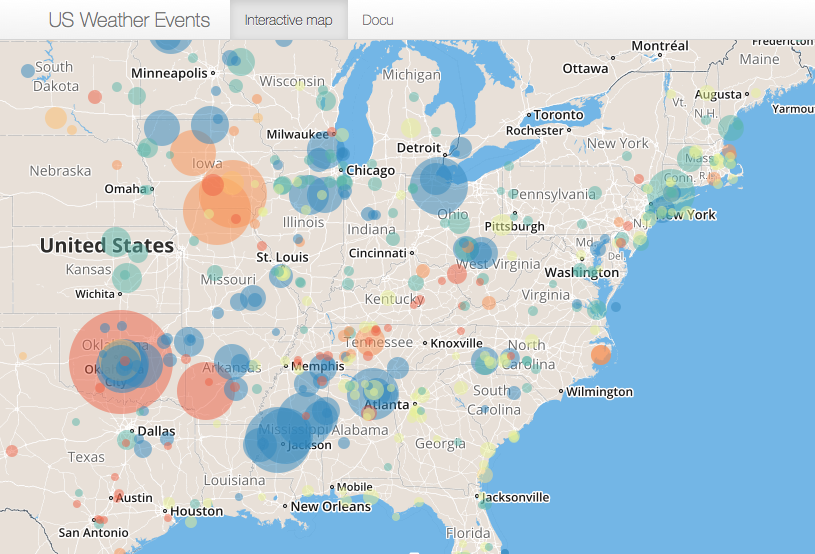 US Weather Events
Interactive map
Docu
South
Dakota
Minneapolis
Wisconsin
Michigan
Montréal
Ottawa
Fredericton
Maine
Augusta
Vt.
N.H.
Yarmou
Toronto
Rochester
Milwaukee
Detroit
New York
Mass.
Conn.
R.I.
Nebraska
Iowa
Chicago
Omaha
Illinois
Indiana
Ohio
Pennsylvania
Pittsburgh
New York
N.J.
United States
Kansas
St. Louis
Cincinnati
West Virginia
Md.
Del.
Washington
Missouri
Wichita
Kentucky
Virginia
Oklahoma
Tennessee
Knoxville
North
Carolina
City
Arkansas
Memphis
South
Carolina
Wilmington
Atlanta
Dallas
Mississippi
Alabama
Jackson
Georgia
Texas
Louisiana
Mobile
Austin
Houston
New Orleans
Jacksonville
San Antonio
Florida